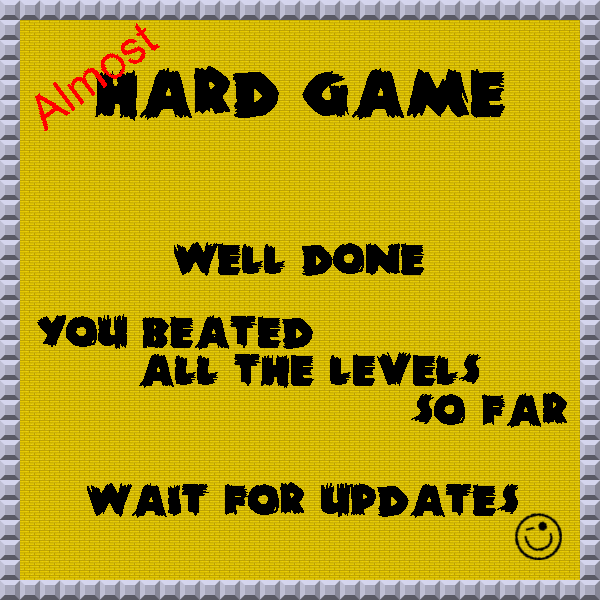 Almost
HARD GAME
WELL DONE
YOU BEATED
ALL THE LEVELS
SO FAR
WAIT FOR UPDATES